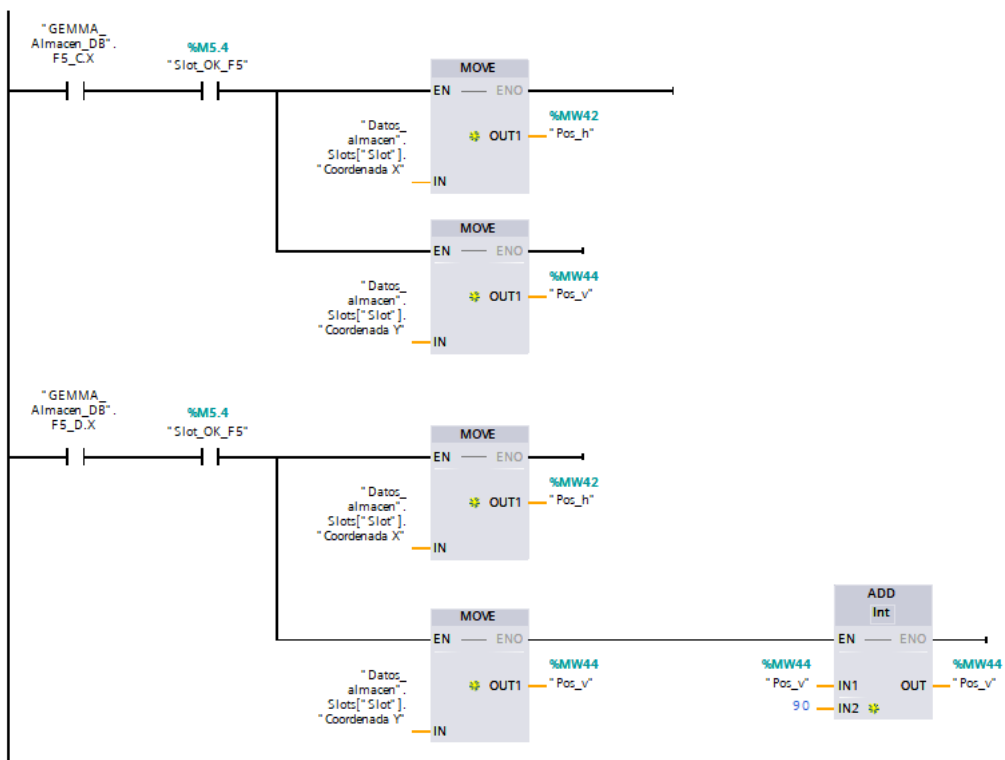 "GEMMA_
Almacen_DB".
F5_C.X
%M5.4
"Slot_OK_F5"
MOVE
EN
ENO
"Datos_
almacen".
Slots["Slot"].
"Coordenada X"
IN
OUT1
%MW42
"Pos_h"
MOVE
EN
ENO
"Datos_
almacen".
Slots["Slot"].
"Coordenada Y"
IN
OUT1
%MW44
"Pos_v"
"GEMMA_
Almacen_DB".
F5_D.X
%M5.4
"Slot_OK_F5"
MOVE
EN
ENO
"Datos_
almacen".
Slots["Slot"].
"Coordenada X"
IN
OUT1
%MW42
"Pos_h"
MOVE
EN
ENO
"Datos_
almacen".
Slots["Slot"].
"Coordenada Y"
IN
OUT1
%MW44
"Pos_v"
ADD
Int
EN
ENO
%MW44
"Pos_v"
IN1
90
IN2
OUT
%MW44
"Pos_v"